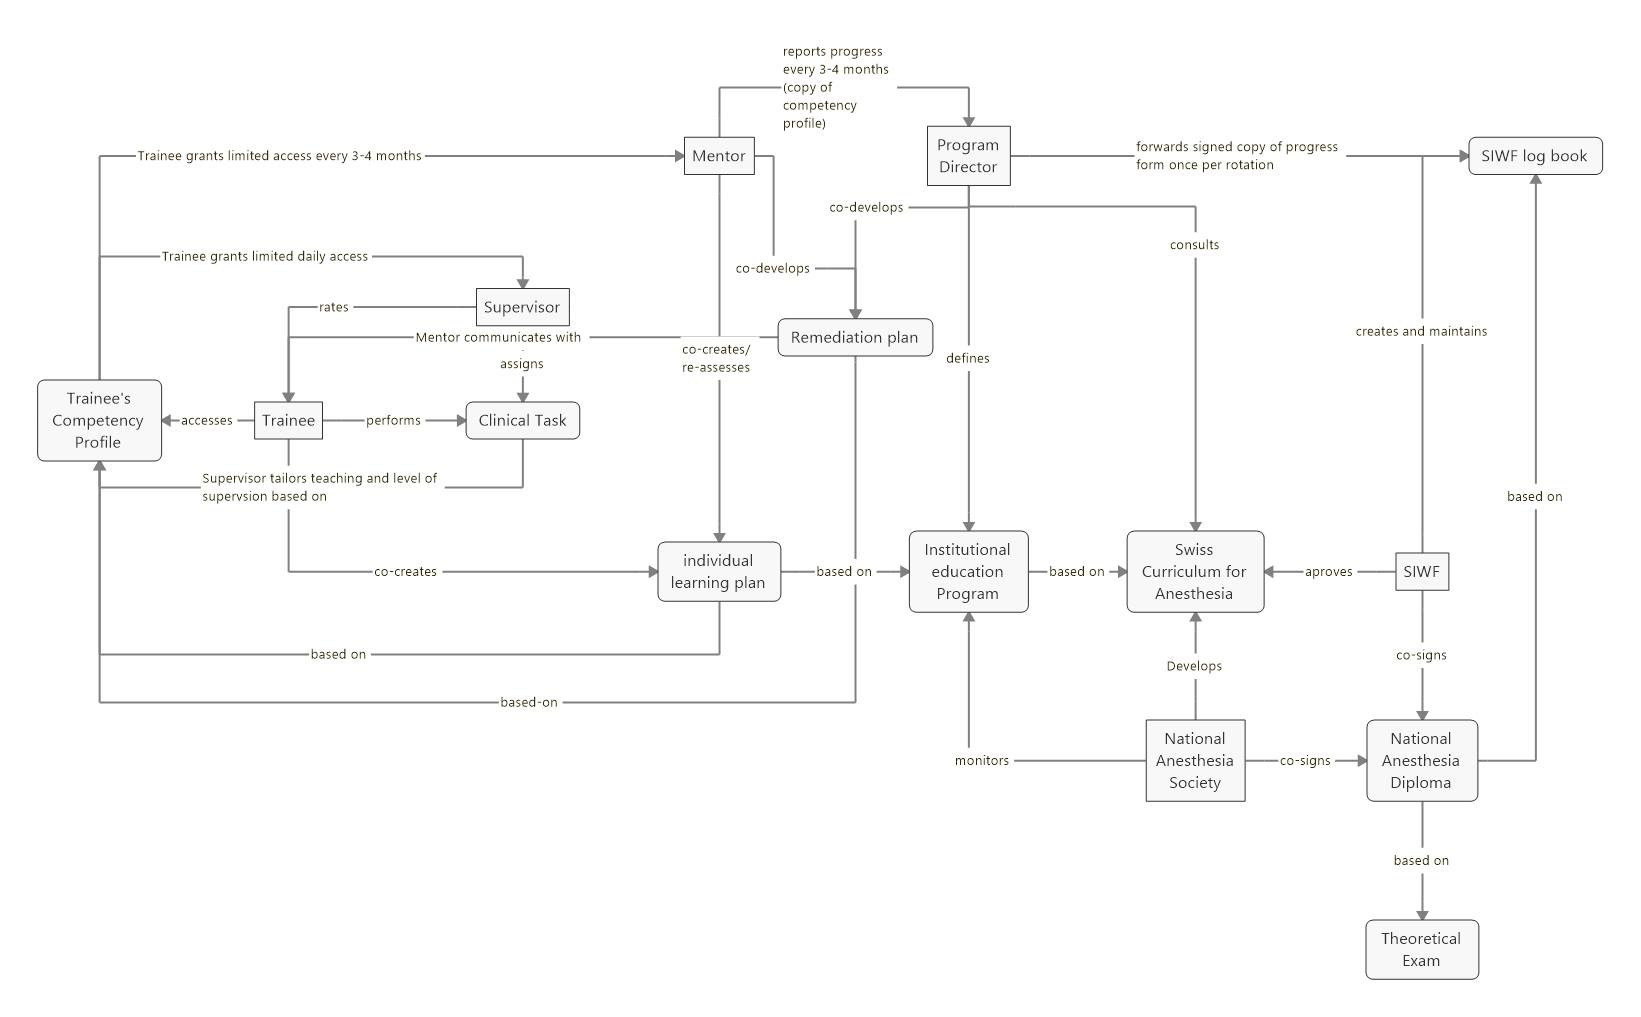 reports progress
every 3-4 months
(copy of
competency
profile)
Mentor
Program
Director
Trainee grants limited access every 3-4 months
forwards signed copy of progress
form once per rotation
SIWF log book
co-develops
consults
Trainee grants limited daily access
co-develops
rates
Supervisor
Mentor communicates with
Remediation plan
creates and maintains
co-creates/
re-assesses
defines
assigns
Trainee's
Competency
Profile
accesses
Trainee
performs
Clinical Task
Supervisor tailors teaching and level of
supervsion based on
based on
co-creates
individual
learning plan
based on
Institutional
education
Program
based on
Swiss
Curriculum for
Anesthesia
aproves
SIWF
based on
Develops
co-signs
based-on
monitors
National
Anesthesia
Society
co-signs
National
Anesthesia
Diploma
based on
Theoretical
Exam